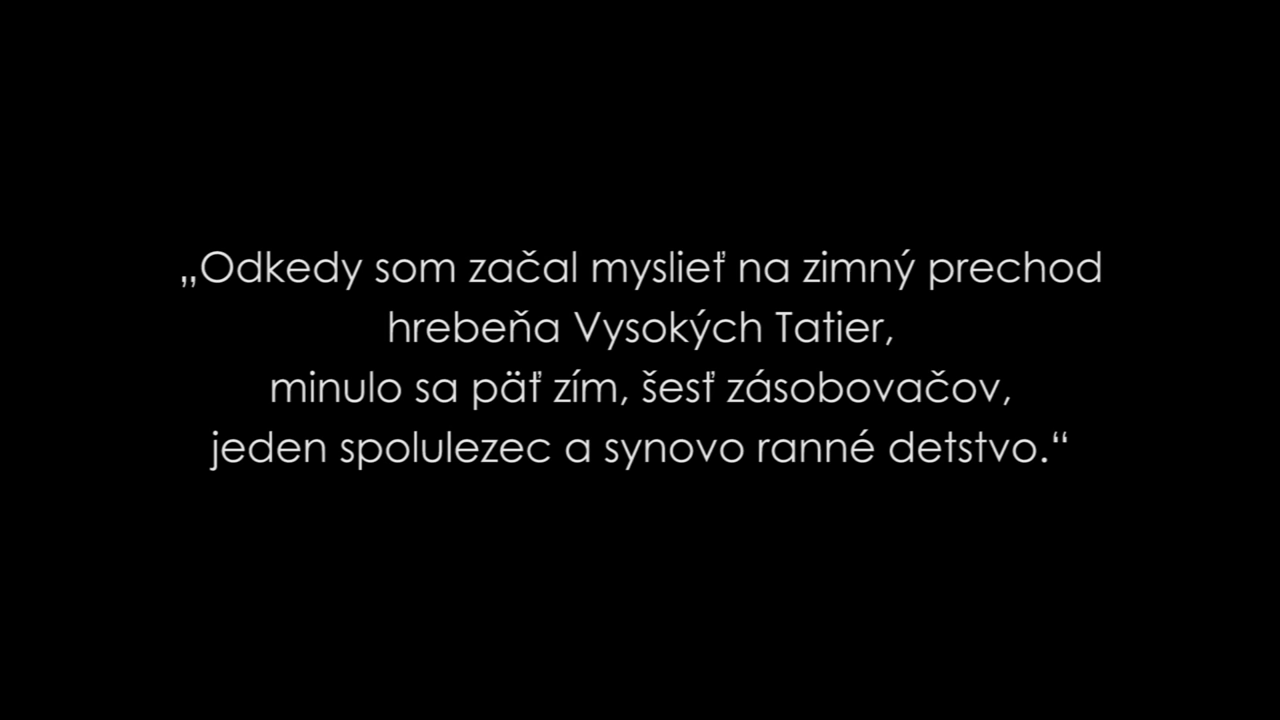 „Odkedy som začal myslieť na zimný prechod
hrebeňa Vysokých Tatier,
minulo sa päť zím, šesť zásobovačov,
jeden spolulezec a synovo ranné detstvo.“